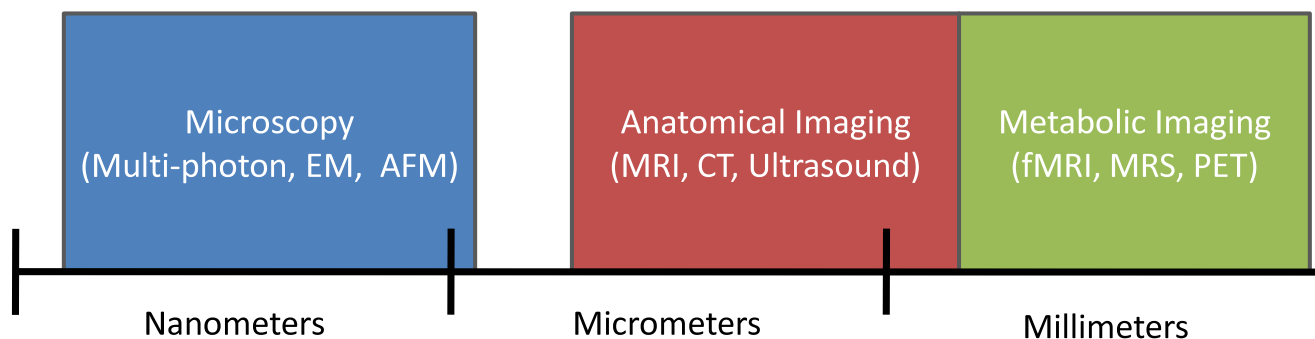 Microscopy
(Multi-photon, EM,  AFM)
Anatomical Imaging
(MRI, CT, Ultrasound)
Metabolic Imaging
(fMRI, MRS, PET)
Nanometers
Micrometers
Millimeters